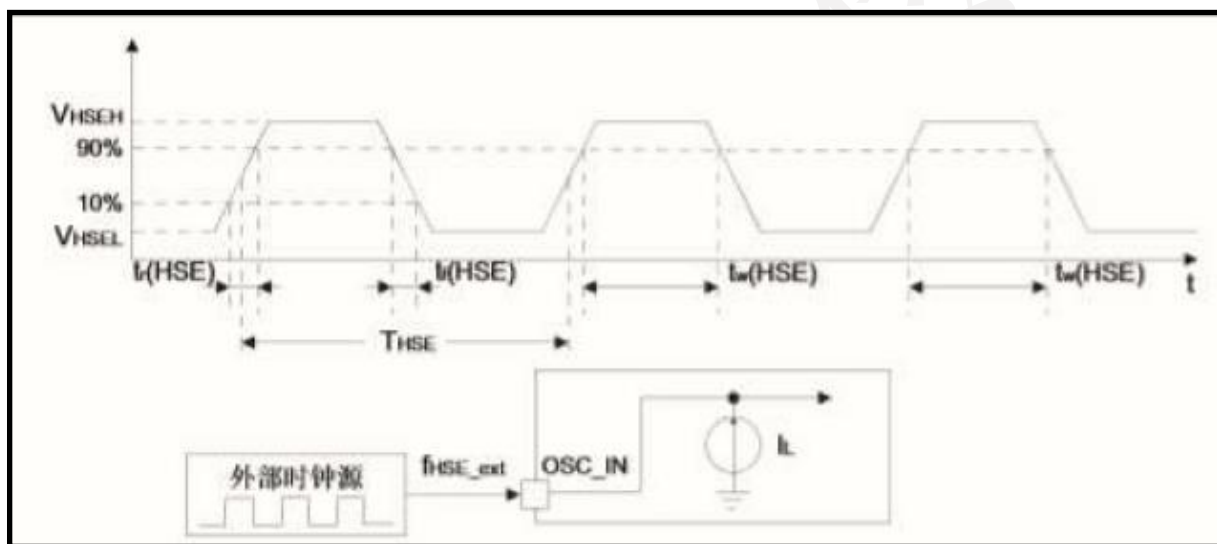 VHSEH
90%
10%
VHSEL
tr(HSE) tf(HSE) tw(HSE) tw(HSE) t
THSE
外部时钟源 fHSE_ext OSC_IN IL